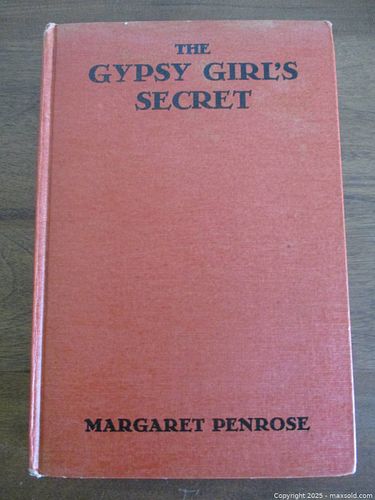 THE
GYPSY GIRL'S
SECRET
MARGARET PENROSE
Copyright 2025 - maxsold.com